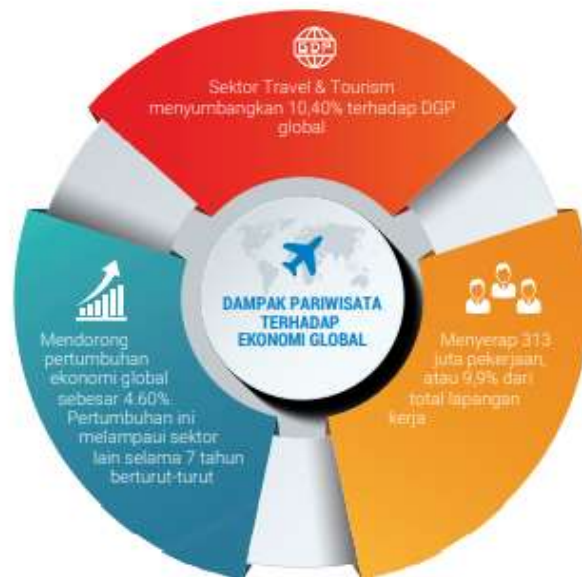 GDP
Sektor Travel & Tourism
menyumbangkan 10,40% terhadap DGP
global
DAMPAK PARIWISATA
TERHADAP
EKONOMI GLOBAL
Mendorong
pertumbuhan
ekonomi global
sebesar 4.60%
Pertumbuhan ini
melampaui sektor
lain selama 7 tahun
berturut-turut
Menyerap 313
juta pekerjaan,
atau 9,9% dari
total lapangan
kerja